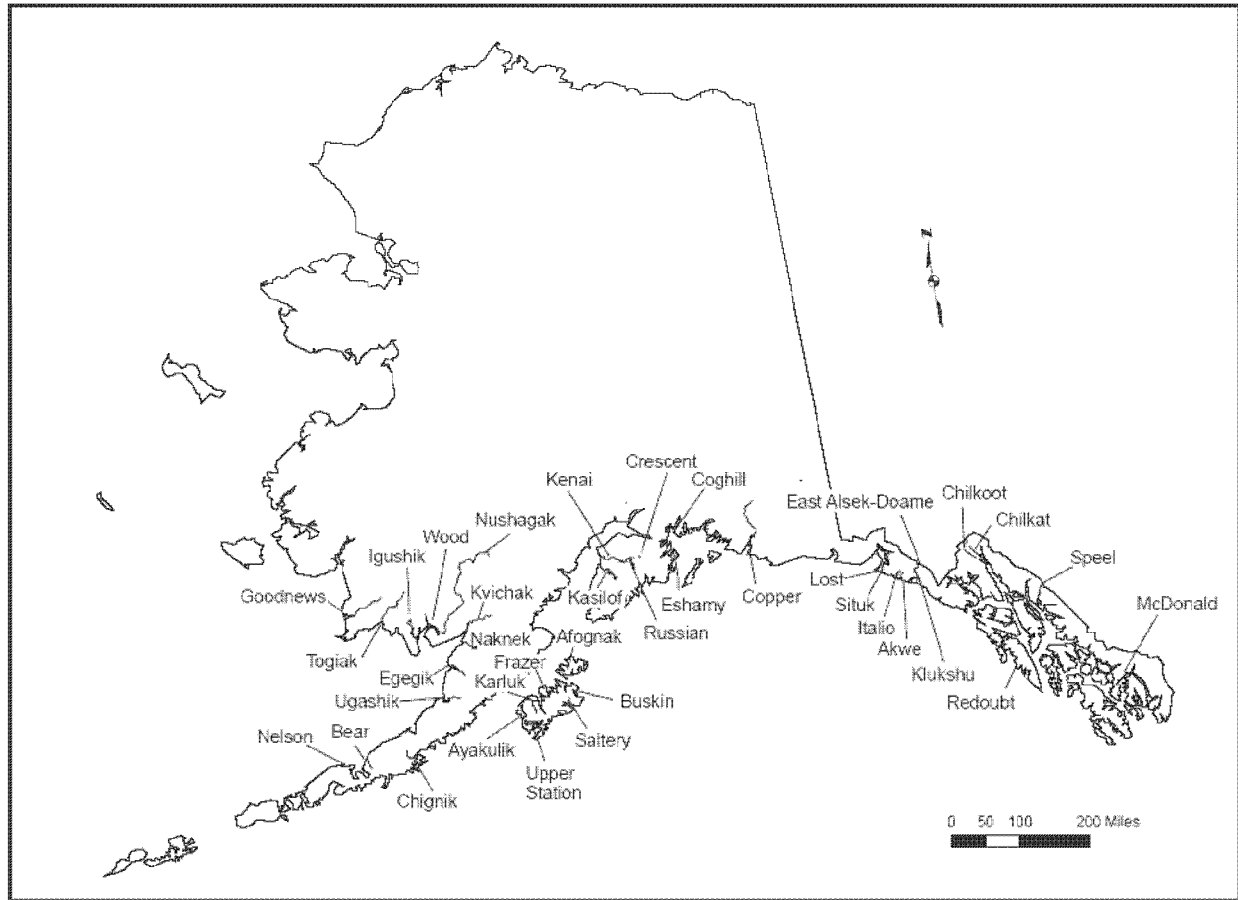 N
Crescent
Kenai
Coghill
East Alsek-Doame
Chilkoot
Nushagak
Chilkat
Wood
Igushik
Speel
Goodnews
Kvichak
Kasilof
Eshamy
Copper
Lost
Situk
McDonald
Italio
Russian
Naknek
Afognak
Akwe
Togiak
Frazer
Klukshu
Egegik
Karluk
Redoubt
Ugashik
Buskin
Bear
Nelson
Ayakulik
Saltery
Upper
Station
Chignik
0 50 100 200 Miles